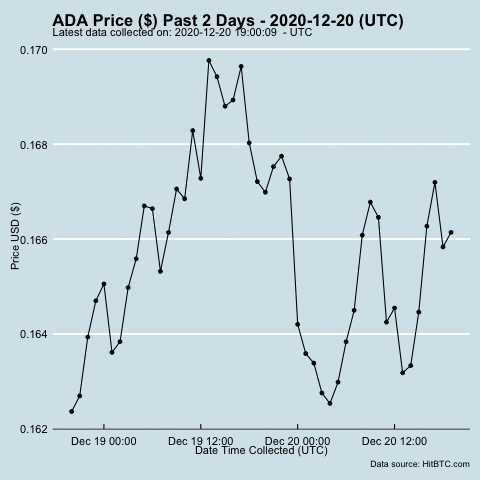 ADA Price ($) Past 2 Days - 2020-12-20 (UTC)
Latest data collected on: 2020-12-20 19:00:09 - UTC
0.170
0.168
0.166
0.164
0.162
Price USD ($)
Dec 19 00:00 Dec 19 12:00 Dec 20 00:00 Dec 20 12:00
Date Time Collected (UTC)
Data source: HitBTC.com